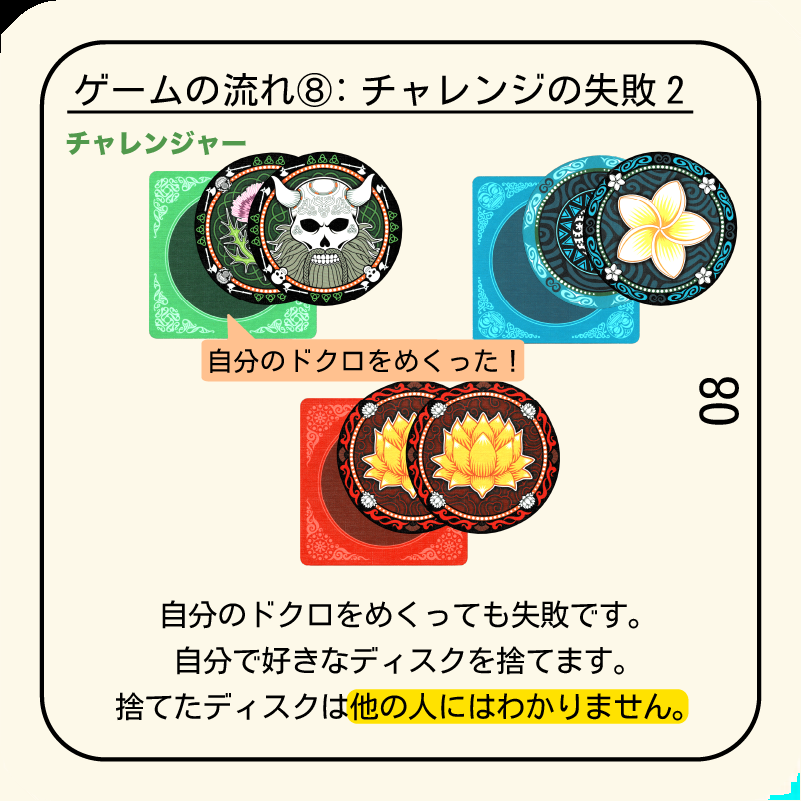 ゲームの流れ⑧: チャレンジの失敗 2
チャレンジャー
自分のドクロをめくった!
08
自分のドクロをめくっても失敗です。
自分で好きなディスクを捨てます。
捨てたディスクは他の人にはわかりません。